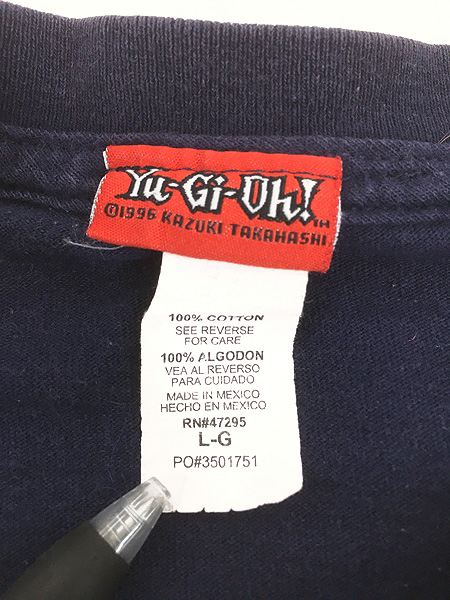 Yu-Gi-Oh! TM
©1996 KAZUKI TAKAHASHI
100% COTTON
SEE REVERSE
FOR CARE
100% ALGODON
VEA AL REVERSO
PARA CUIDADO
MADE IN MEXICO
HECHO EN MEXICO
RN#47295
L-G
PO#3501751